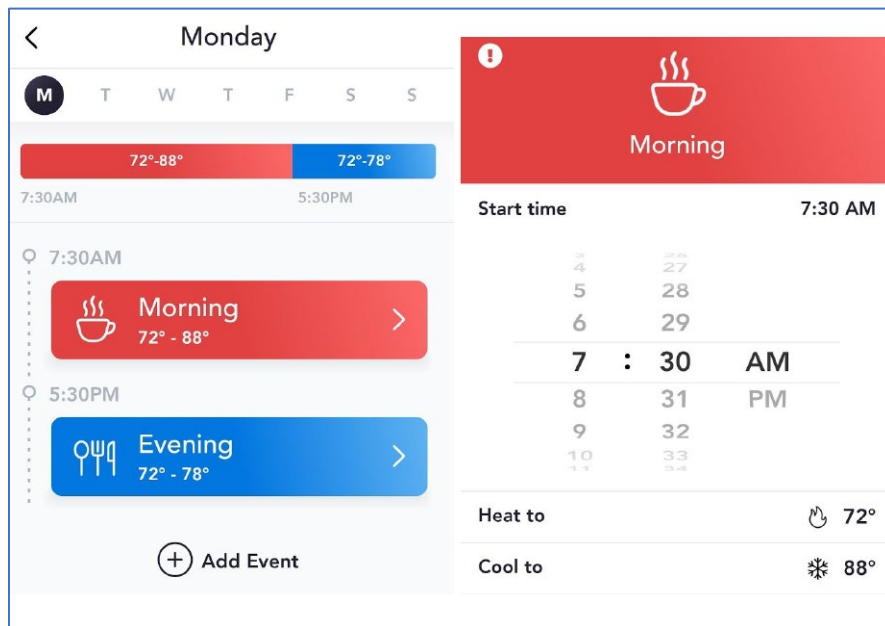 Monday
M T W T F S S
72°-88° 72°-78°
7:30AM 5:30PM
7:30AM
Morning
72° - 88°
5:30PM
Evening
72° - 78°
Add Event
Morning
Start time 7:30 AM
4 27
5 28
6 29
7 : 30 AM
8 31 PM
9 32
10 33
11 34
Heat to 72°
Cool to 88°